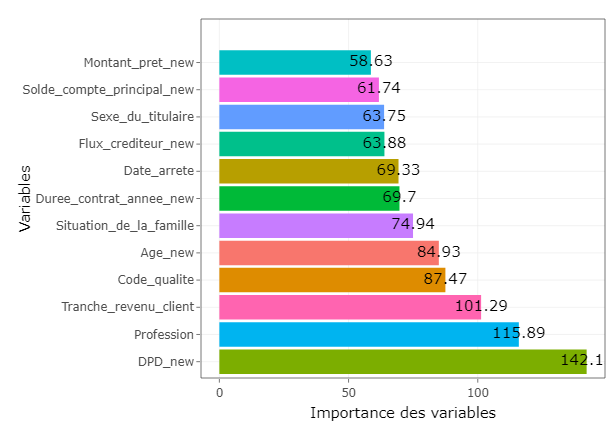 Variables
Montant_pret_new 58.63
Solde_compte_principal_new 61.74
Sexe_du_titulaire 63.75
Flux_crediteur_new 63.88
Date_arrete 69.33
Duree_contrat_annee_new 69.7
Situation_de_la_famille 74.94
Age_new 84.93
Code_qualite 87.47
Tranche_revenu_client 101.29
Profession 115.89
DPD_new 142.1
0 50 100
Importance des variables